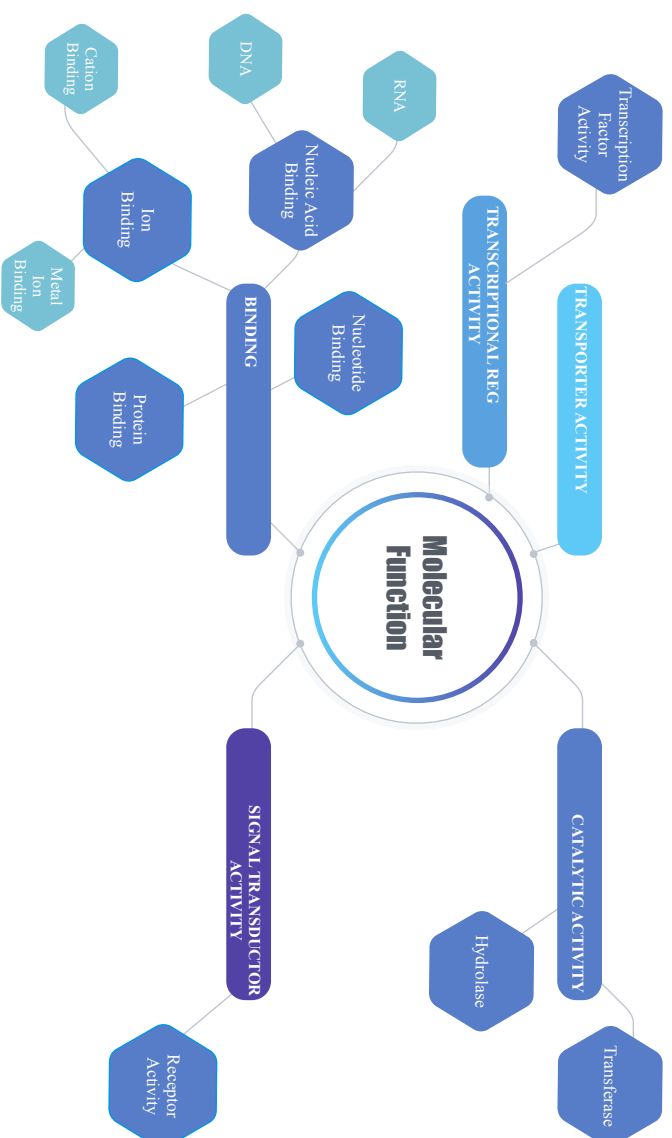 Molecular
Function
TRANSPORTER ACTIVITY
TRANSCRIPTIONAL REG
ACTIVITY
Transcription
Factor
Activity
BINDING
Nucleotide
Binding
Protein
Binding
Nucleic Acid
Binding
RNA
DNA
Ion
Binding
Cation
Binding
Metal
Ion
Binding
CATALYTIC ACTIVITY
Hydrolase
Transferase
SIGNAL TRANSDUCTOR
ACTIVITY
Receptor
Activity